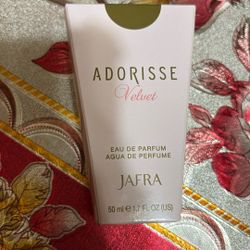 ADORISSE
Velvet
EAU DE PARFUM
AGUA DE PERFUME
JAFRA
50 ml e 1.7 FL OZ (US)